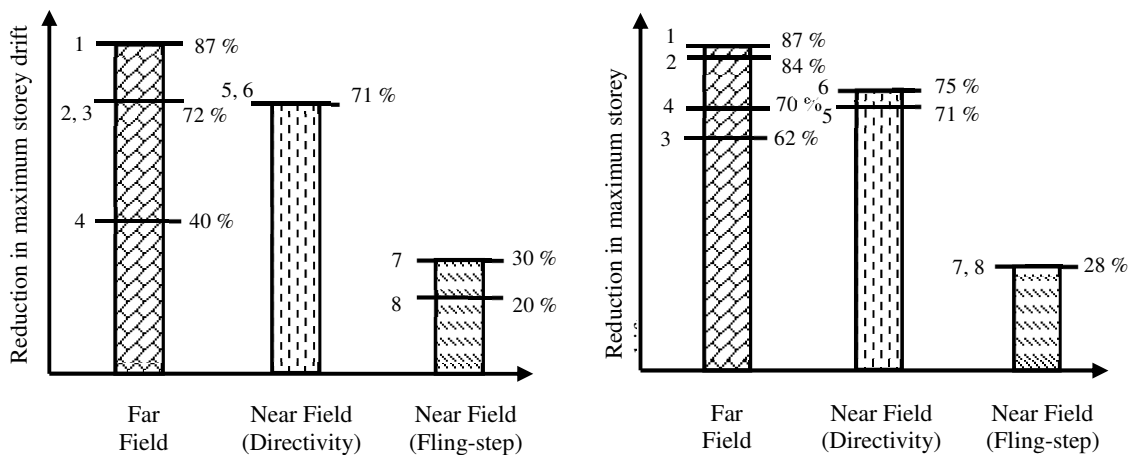 Reduction in maximum storey drift
1
87 %
2, 3
72 %
4
40 %
5, 6
71 %
7
30 %
8
20 %
Far
Field
Near Field
(Directivity)
Near Field
(Fling-step)
Reduction in maximum storey
1
87 %
2
84 %
4
70 %
3
62 %
6
75 %
5
71 %
7, 8
28 %
Far
Field
Near Field
(Directivity)
Near Field
(Fling-step)